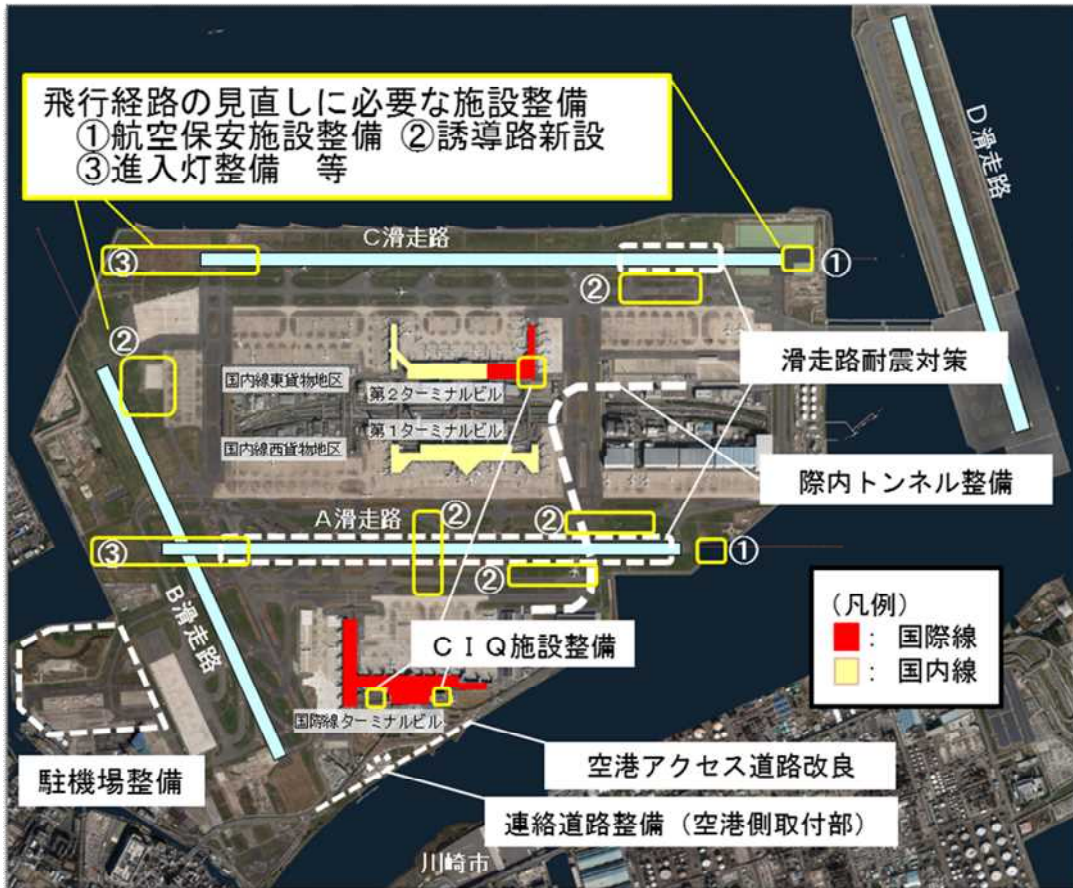 飛行経路の見直しに必要な施設整備
①航空保安施設整備 ②誘導路新設
③進入灯整備 等
D滑走路
C滑走路
③
①
②
②
滑走路耐震対策
国内線東貨物地区
第2ターミナルビル
第1ターミナルビル
国内線西貨物地区
際内トンネル整備
A滑走路
②
②
③
①
②
B滑走路
CIQ施設整備
(凡例)
: 国際線
: 国内線
国際線ターミナルビル
駐機場整備
空港アクセス道路改良
連絡道路整備(空港側取付部)
川崎市